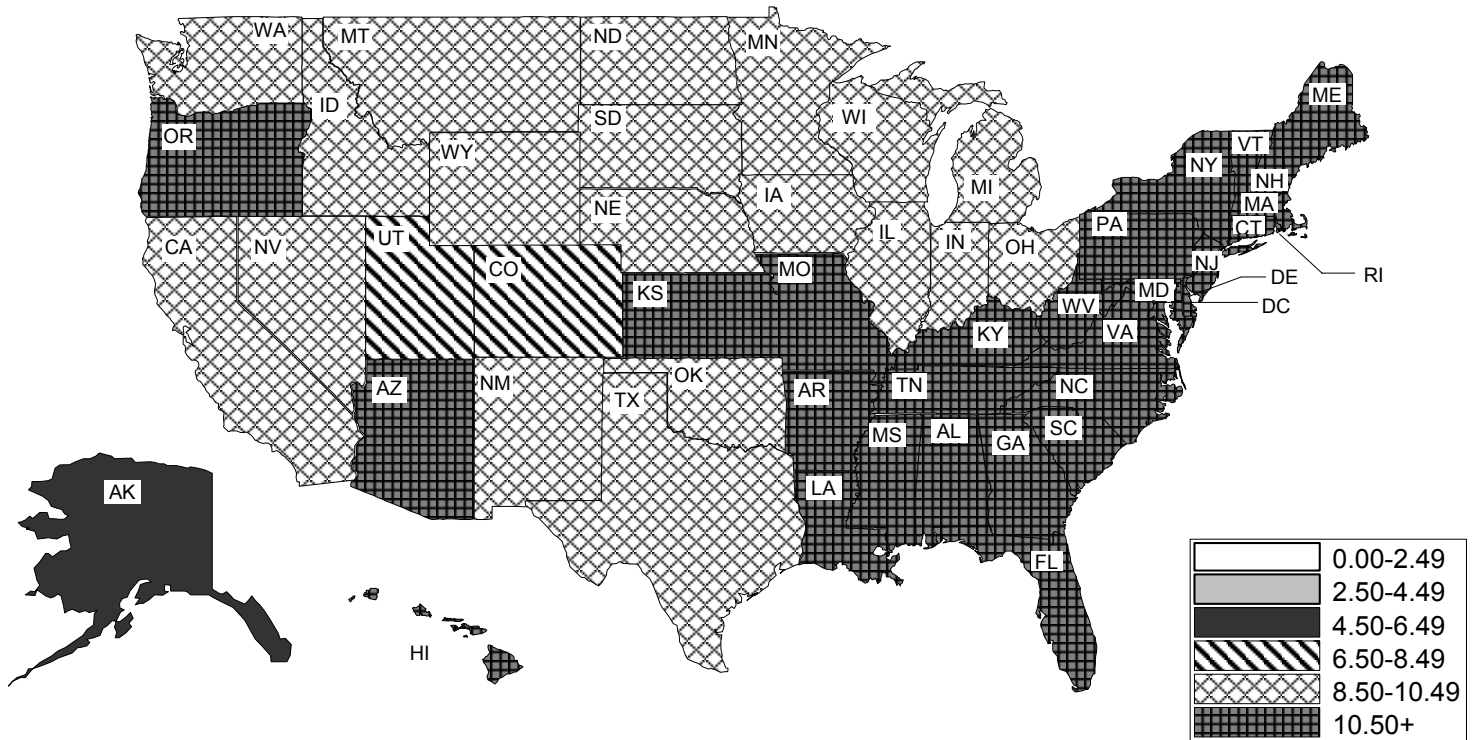 WA
MT
ND
MN
ME
ID
OR
SD
WI
VT
WY
NY
NH
MI
IA
MA
NE
PA
CT
CA
NV
UT
IL
IN
OH
CO
MO
NJ
RI
KS
DE
MD
WV
DC
KY
VA
AZ
NM
OK
AR
TN
NC
TX
MS
AL
GA
SC
AK
LA
FL
HI
0.00-2.49
2.50-4.49
4.50-6.49
6.50-8.49
8.50-10.49
10.50+